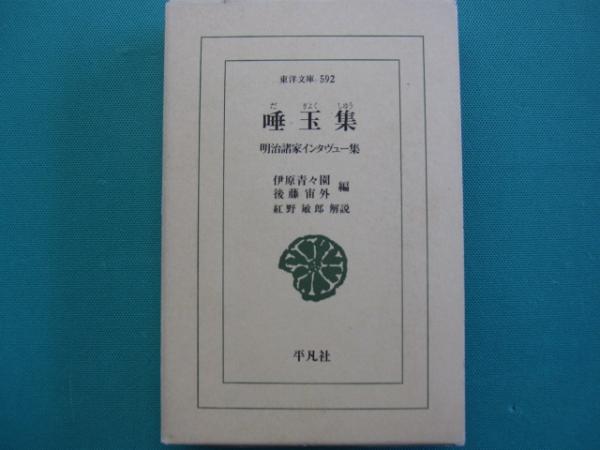 東洋文庫 592
だ ぎよく しゆう
唾玉集
明治諸家インタヴュー集
伊原青々園
後藤宙外 編
紅野敏郎 解説
平凡社